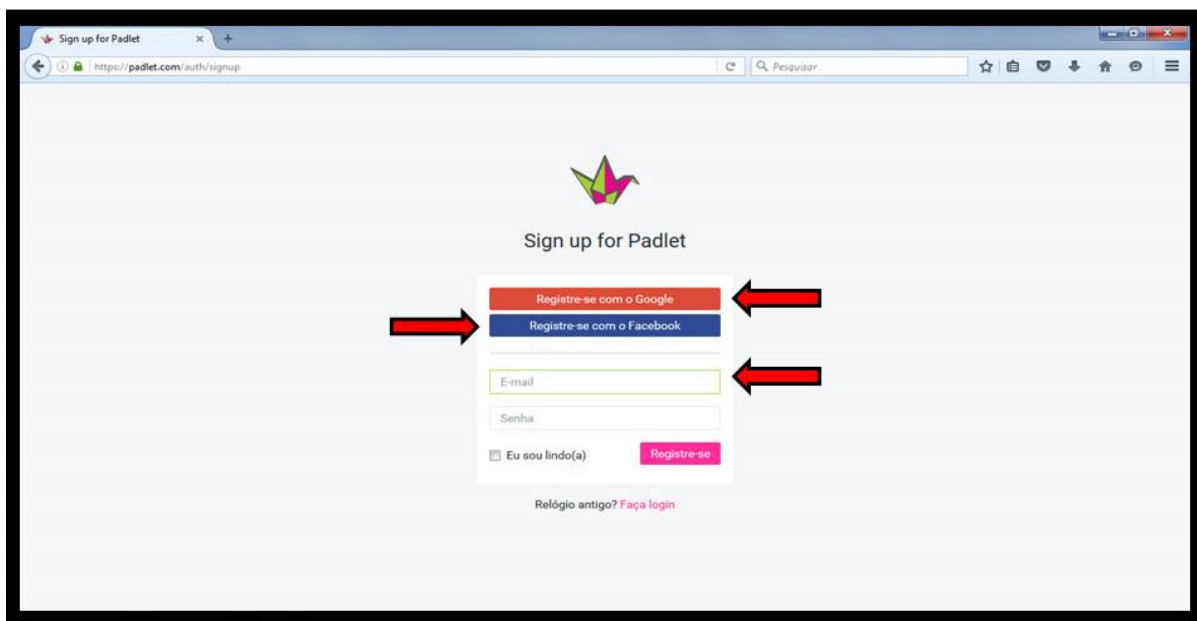 Sign up for Padlet
https://padlet.com/auth/signup
Pesquisar
Sign up for Padlet
Registre-se com o Google
Registre-se com o Facebook
E-mail
Senha
Eu sou lindo(a)
Registre-se
Relógio antigo? Faça login